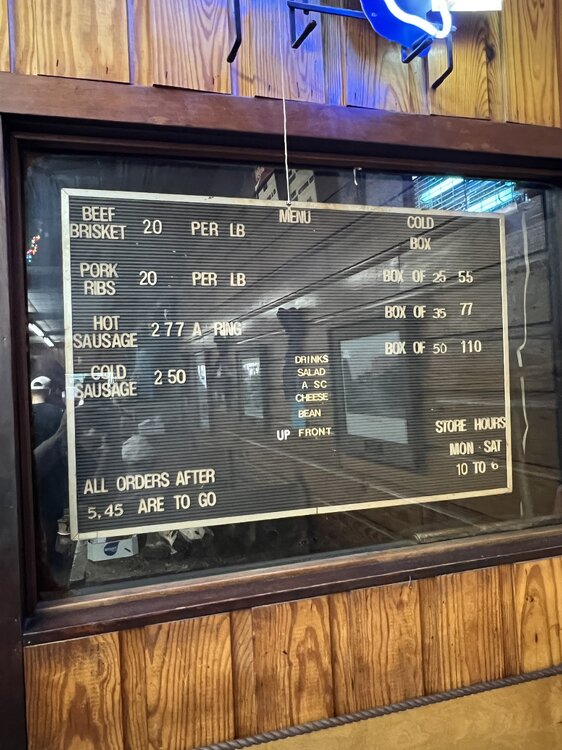 MENU
BEEF
BRISKET 20 PER LB
PORK
RIBS 20 PER LB
HOT
SAUSAGE 2 77 A RING
COLD
SAUSAGE 2 50
ALL ORDERS AFTER
5,45 ARE TO GO
DRINKS
SALAD
A SC
CHEESE
BEAN
UP FRONT
COLD
BOX
BOX OF 25 55
BOX OF 35 77
BOX OF 50 110
STORE HOURS
MON - SAT
10 TO 6